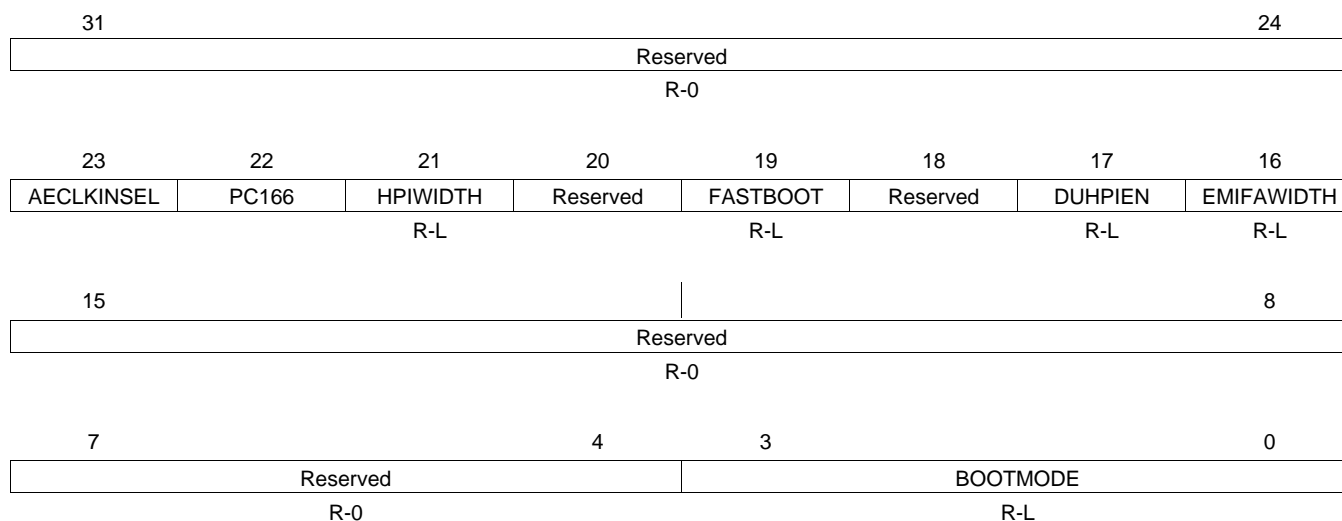 31 24
Reserved
R-0
23 22 21 20 19 18 17 16
AECLKINSEL PC166 HPIWIDTH Reserved FASTBOOT Reserved DUHPIEN EMIFAWIDTH
R-L R-L R-L R-L
15 8
Reserved
R-0
7 4 3 0
Reserved BOOTMODE
R-0 R-L